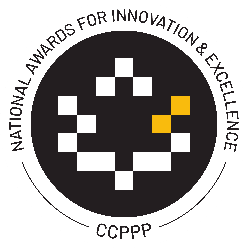 NATIONAL AWARDS FOR INNOVATION & EXCELLENCE
CCPPP